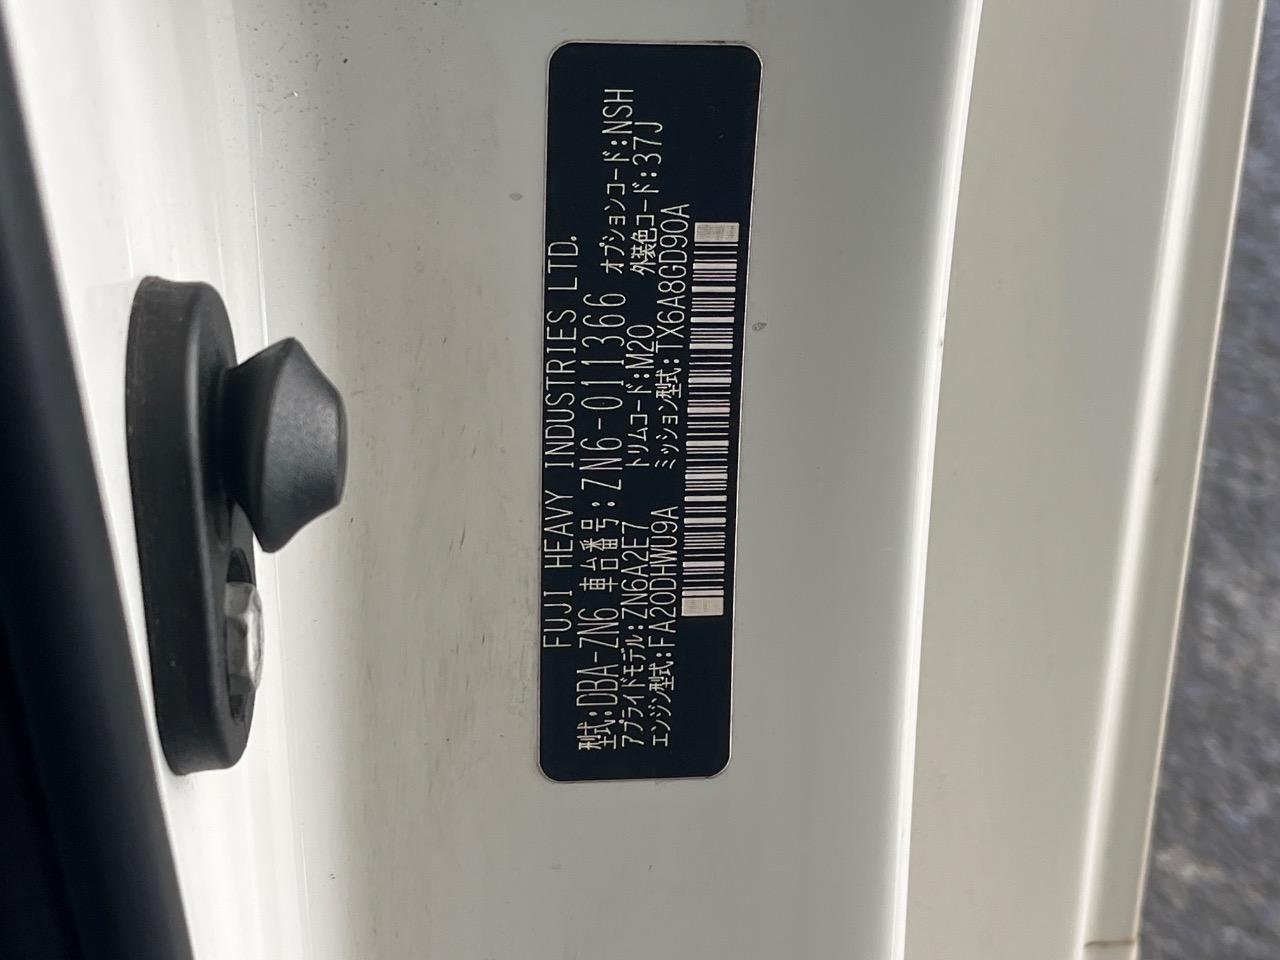 FUJI HEAVY INDUSTRIES LTD.
型式:DBA-ZN6 車台番号:ZN6-011366 オプションコード:NSH
アプライドモデル:ZN6A2E7 トリムコード:M20 外装色コード:37J
エンジン型式:FA20DHWU9A ミッション型式:TX6A8GD90A